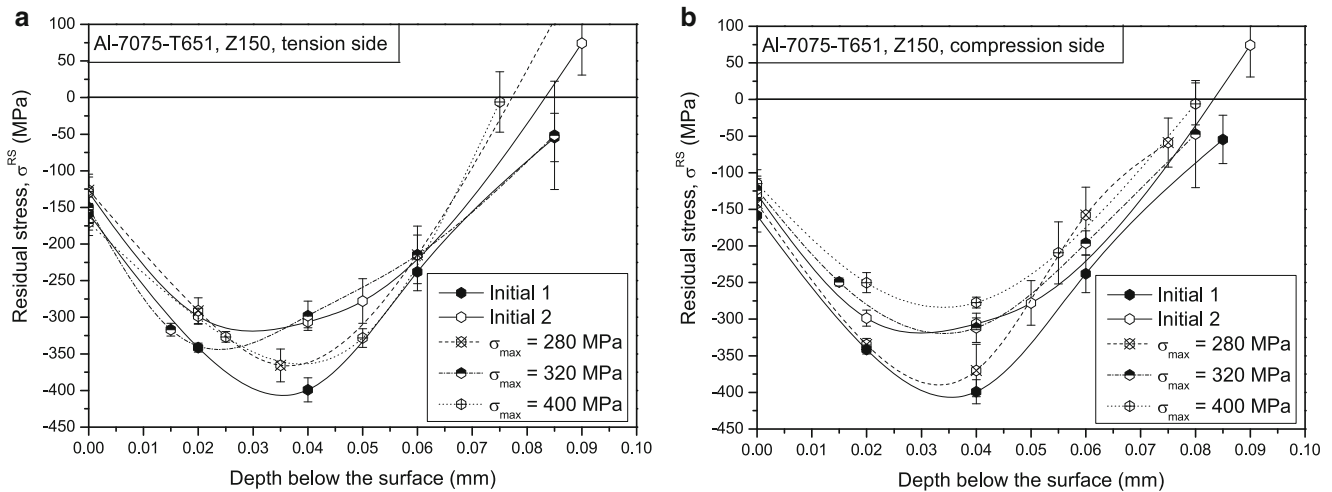 a
Al-7075-T651, Z150, tension side
100
50
0
-50
-100
-150
-200
-250
-300
-350
-400
-450
Residual stress, σ^RS (MPa)
0.00 0.01 0.02 0.03 0.04 0.05 0.06 0.07 0.08 0.09 0.10
Depth below the surface (mm)
Initial 1
Initial 2
σmax = 280 MPa
σmax = 320 MPa
σmax = 400 MPa
b
Al-7075-T651, Z150, compression side
100
50
0
-50
-100
-150
-200
-250
-300
-350
-400
-450
Residual stress, σ^RS (MPa)
0.00 0.01 0.02 0.03 0.04 0.05 0.06 0.07 0.08 0.09 0.10
Depth below the surface (mm)
Initial 1
Initial 2
σmax = 280 MPa
σmax = 320 MPa
σmax = 400 MPa